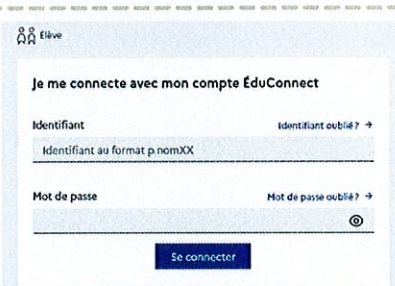 Élève
Je me connecte avec mon compte ÉduConnect
Identifiant
Identifiant oublié? →
Identifiant au format p.nomXX
Mot de passe
Mot de passe oublié? →
Se connecter